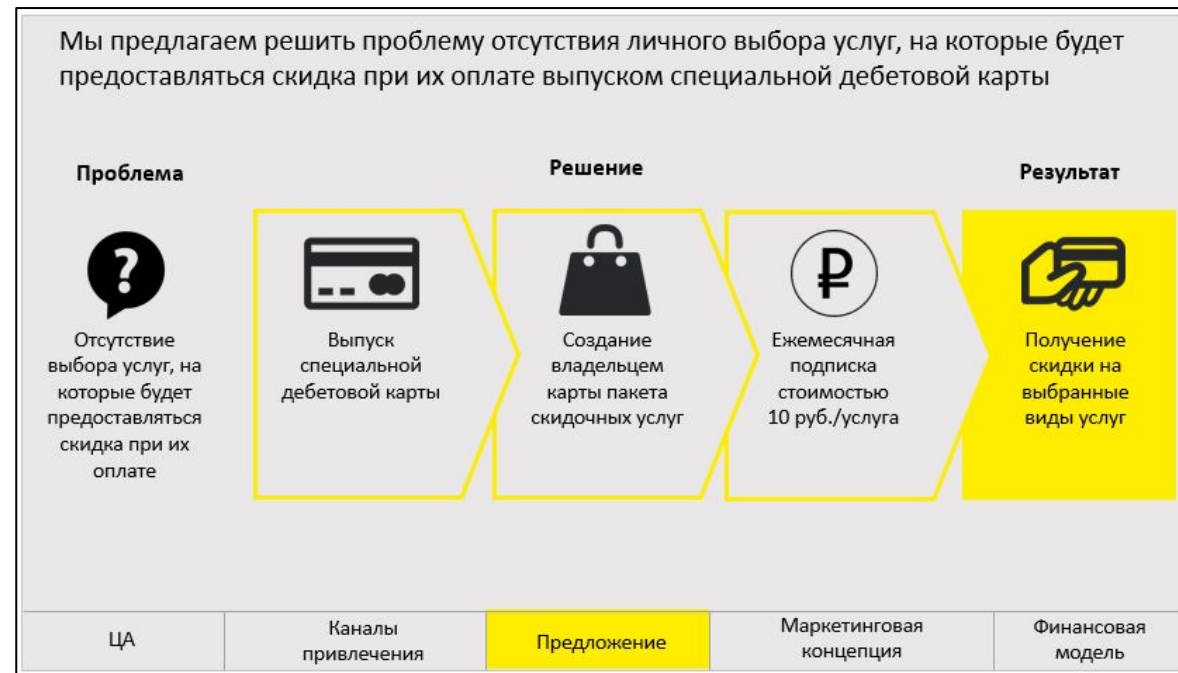 Мы предлагаем решить проблему отсутствия личного выбора услуг, на которые будет
предоставляться скидка при их оплате выпуском специальной дебетовой карты
Проблема
Решение
Результат
?
Отсутствие
выбора услуг, на
которые будет
предоставляться
скидка при их
оплате
Выпуск
специальной
дебетовой карты
Создание
владельцем
карты пакета
скидочных услуг
₽
Ежемесячная
подписка
стоимостью
10 руб./услуга
Получение
скидки на
выбранные
виды услуг
ЦА
Каналы
привлечения
Предложение
Маркетинговая
концепция
Финансовая
модель